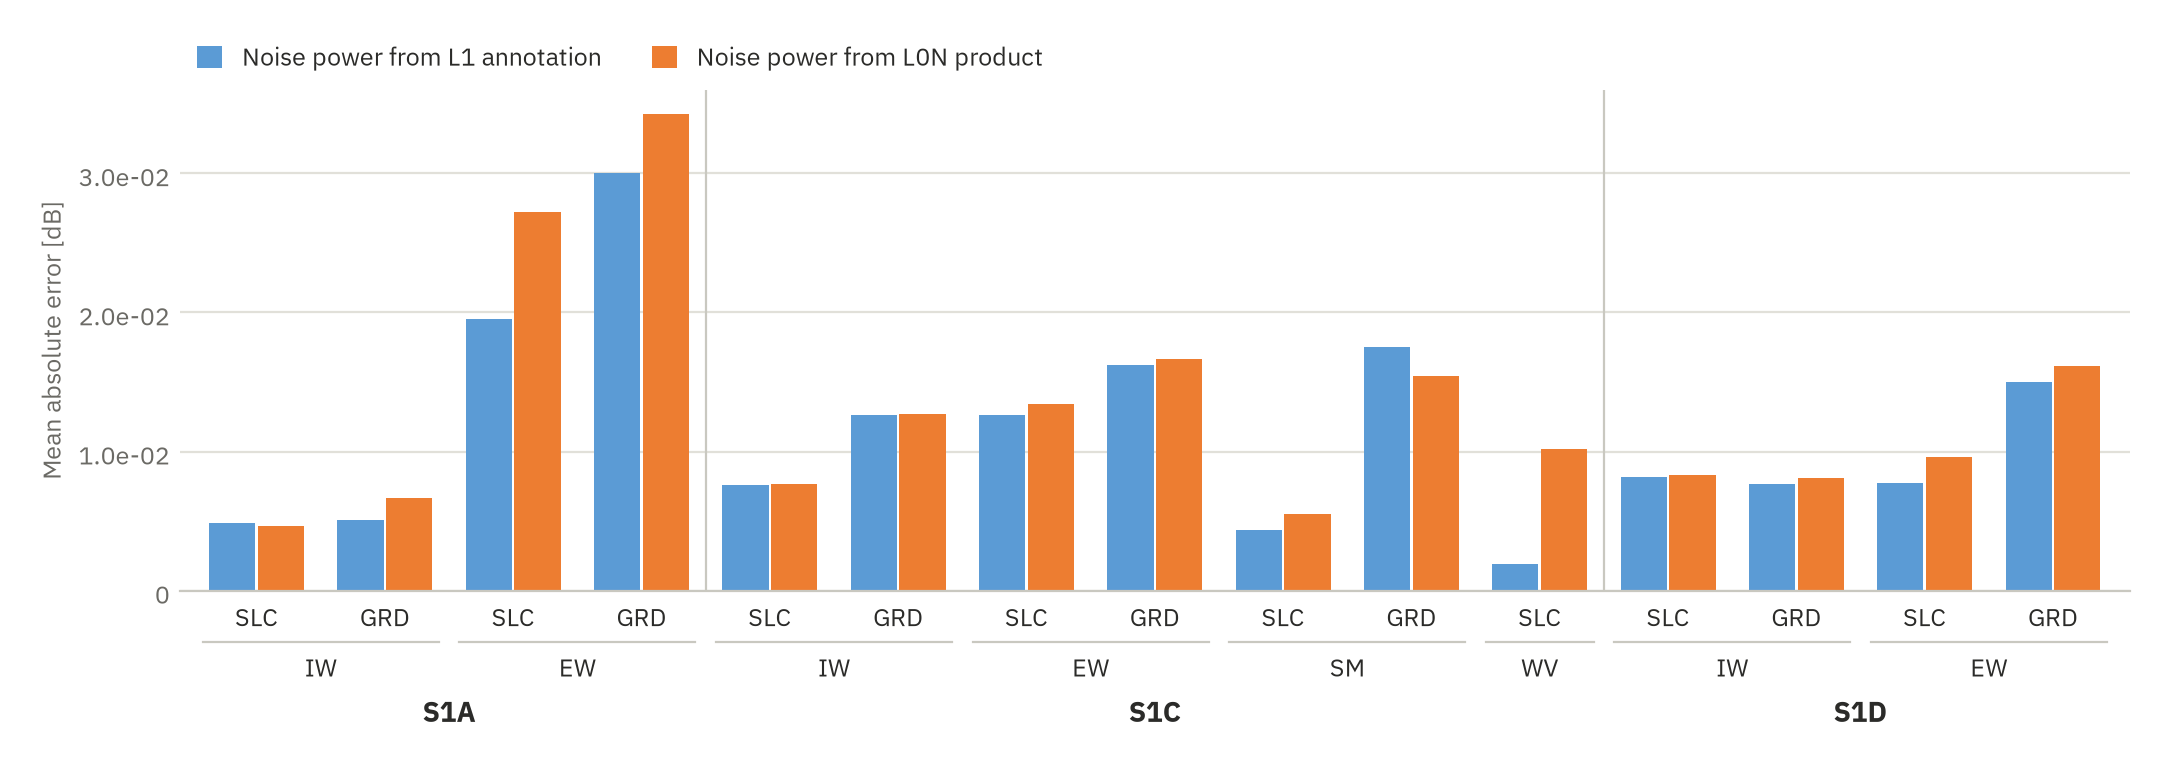 Noise power from L1 annotation Noise power from L0N product
Mean absolute error [dB]
3.0e-02
2.0e-02
1.0e-02
0
SLC GRD SLC GRD SLC GRD SLC GRD SLC GRD SLC SLC GRD SLC GRD
IW EW IW EW SM WV IW EW
S1A S1C S1D